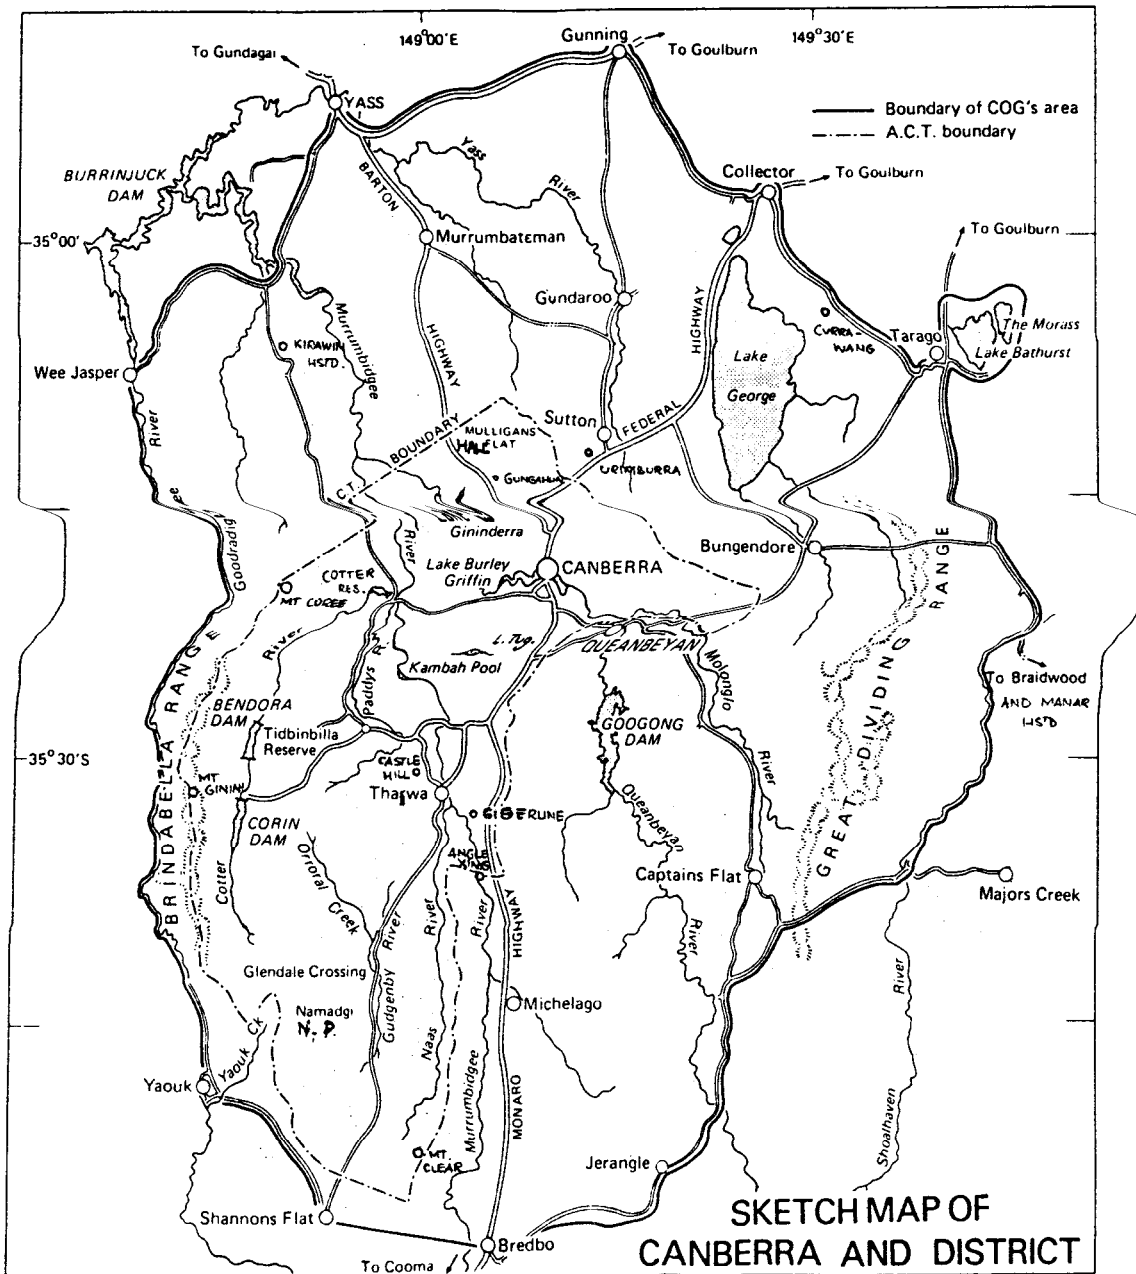 149°00'E
Gunning
149°30'E
To Gundagai
To Goulburn
YASS
Boundary of COG's area
A.C.T. boundary
Yass
River
BURRINJUCK
DAM
BARTON
Collector
To Goulburn
35°00'
Murrumbateman
To Goulburn
Gundaroo
HIGHWAY
Murrumbidgee
HIGHWAY
CURRA-
WANG
Tarago
The Morass
Lake Bathurst
KIRAWIN
HSTD.
Wee Jasper
Lake
George
River
Sutton
FEDERAL
BOUNDARY
MULLIGANS
FLAT
HALL
GUNGAHLIN
C.T.
Goodradig
ee
River
Gininderra
Bungendore
Lake Burley
Griffin
CANBERRA
COTTER
RES.
MT COREE
River
QUEANBEYAN
L. Tug.
Kambah Pool
Paddys
R.
Molonglo
River
To Braidwood
AND MANAR
HSTD
BENDORA
DAM
Tidbinbilla
Reserve
GOOGONG
DAM
35°30'S
CASTLE
HILL
MT
GININI
Tharwa
Queanbeyan
River
CORIN
DAM
BRINDABELLA RANGE
GREAT DIVIDING RANGE
ANGLE
Captains Flat
Majors Creek
Cotter
Orroral
Creek
River
River
River
HIGHWAY
Glendale Crossing
Gudgenby
Namadgi
N.P.
Michelago
River
Naas
Murrumbidgee
Yaouk
Yaouk Ck
MONARO
Shoalhaven
MT.
CLEAR
Jerangle
Shannons Flat
Bredbo
To Cooma
SKETCH MAP OF
CANBERRA AND DISTRICT